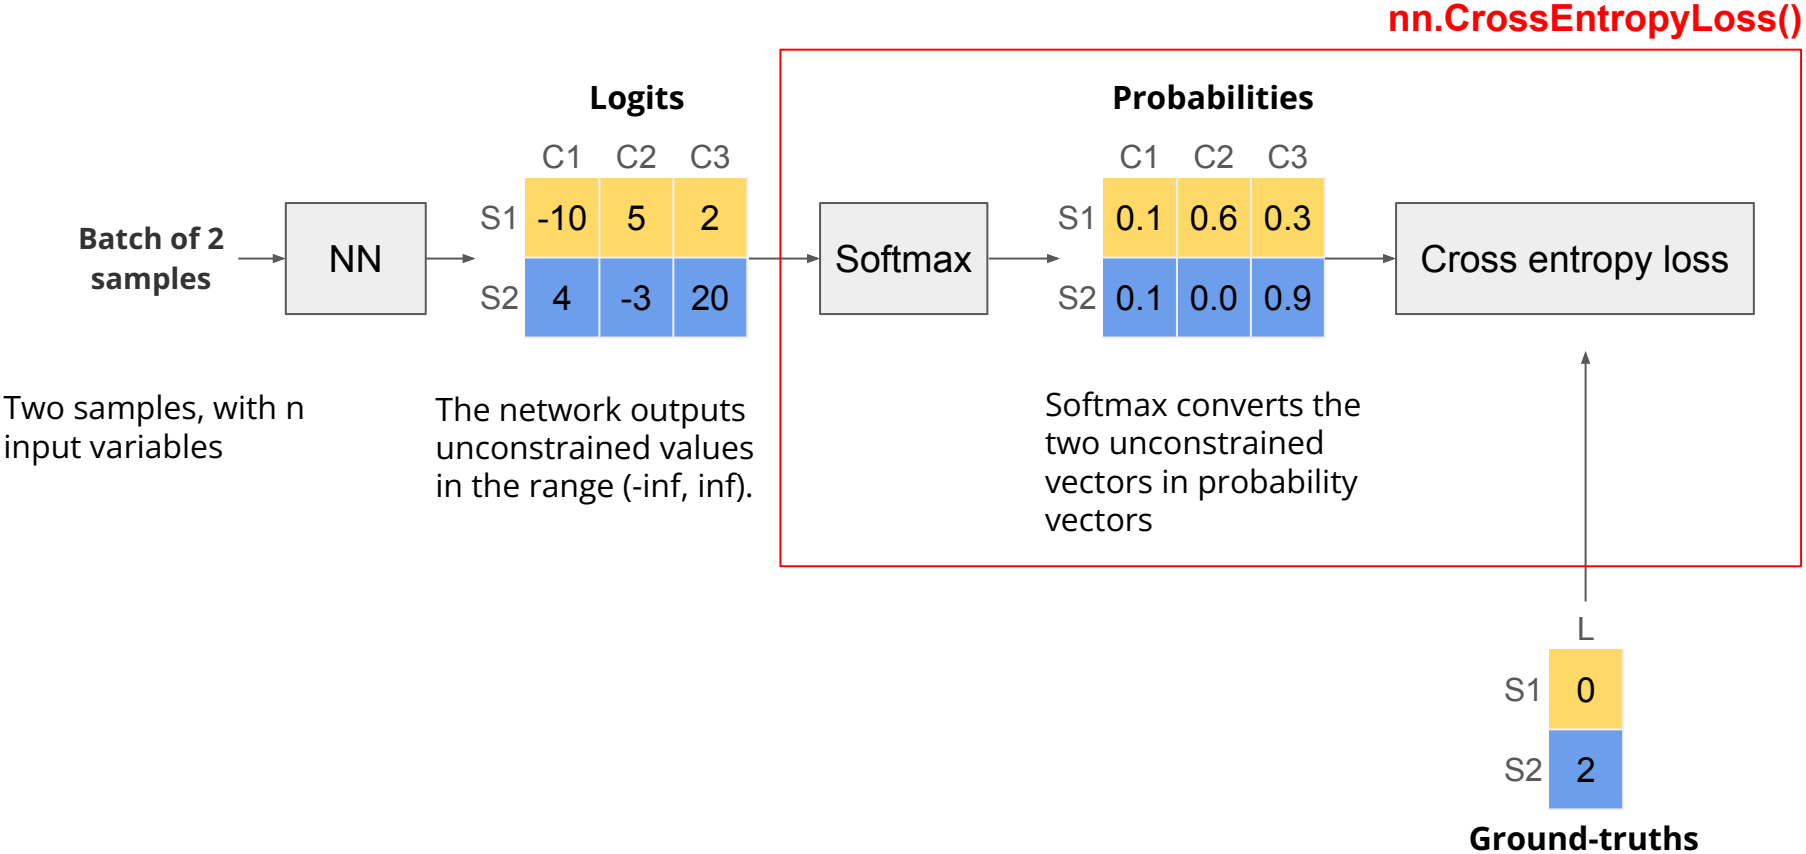 nn.CrossEntropyLoss()
Logits
Probabilities
C1 C2 C3
C1 C2 C3
Batch of 2
samples
NN
S1 -10 5 2
S2 4 -3 20
Softmax
S1 0.1 0.6 0.3
S2 0.1 0.0 0.9
Cross entropy loss
Two samples, with n
input variables
The network outputs
unconstrained values
in the range (-inf, inf).
Softmax converts the
two unconstrained
vectors in probability
vectors
L
S1 0
S2 2
Ground-truths